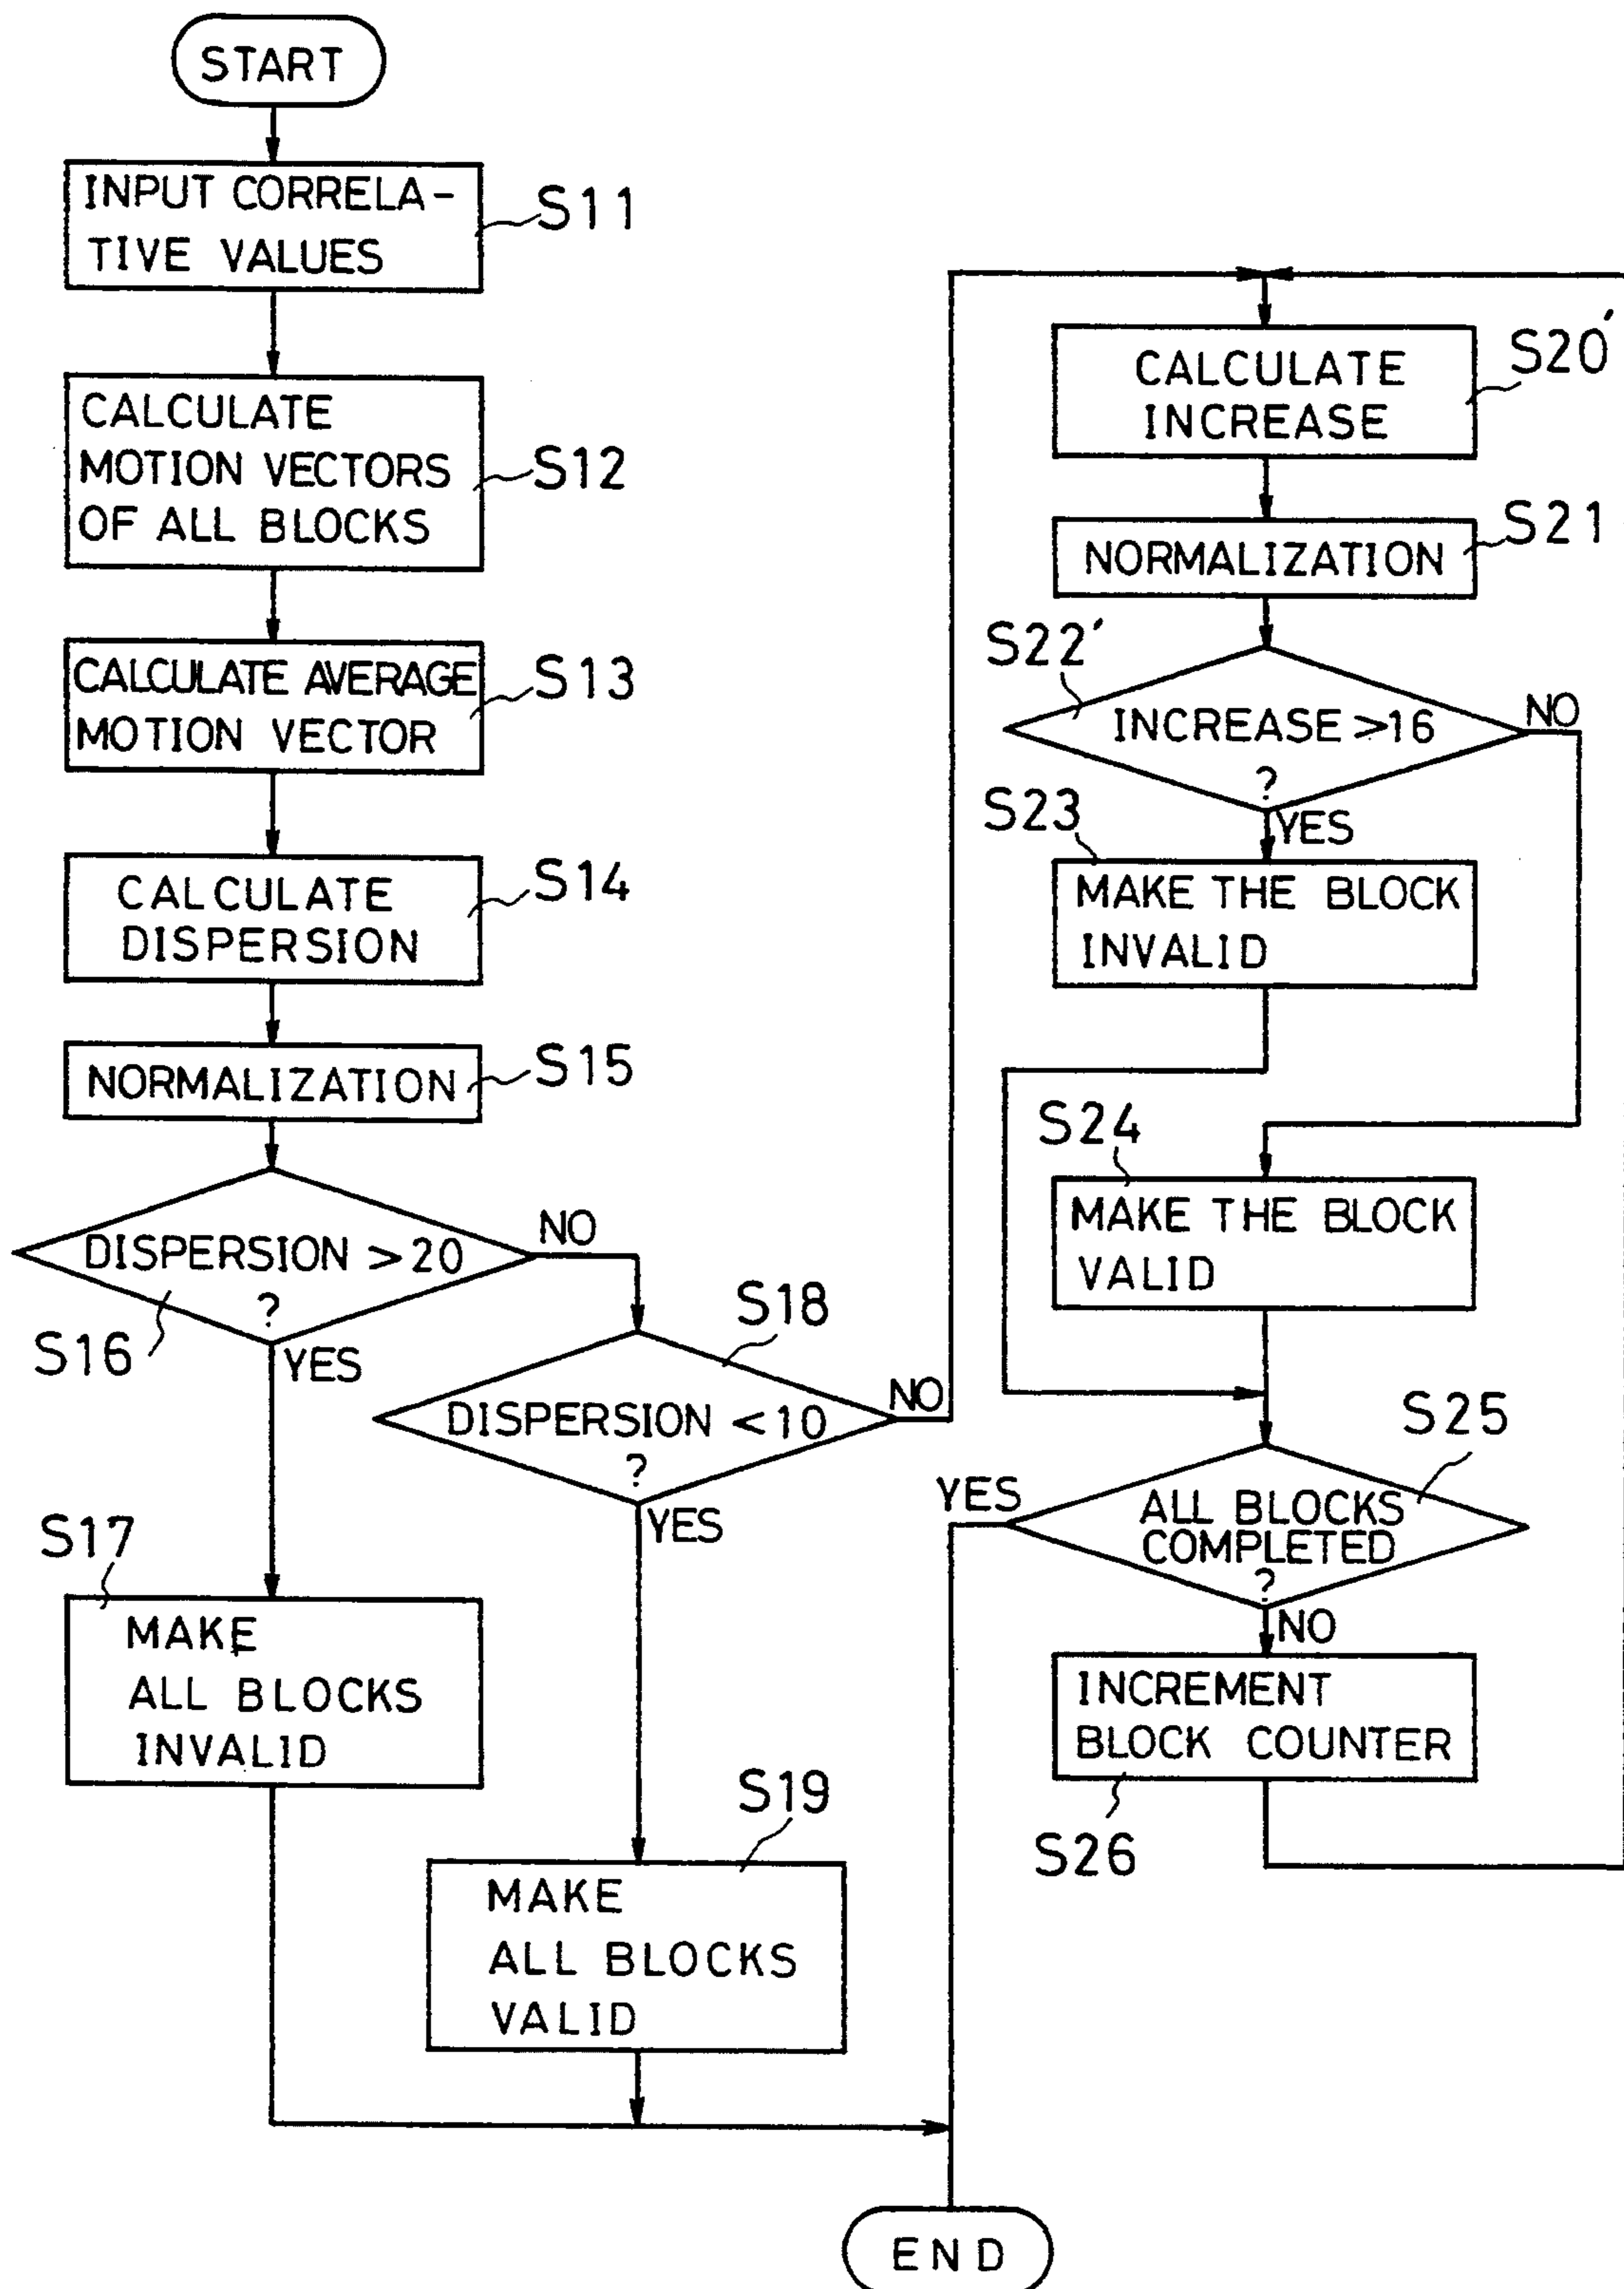 START
INPUT CORRELA-
TIVE VALUES
S11
CALCULATE
MOTION VECTORS
OF ALL BLOCKS
S12
CALCULATE AVERAGE
MOTION VECTOR
S13
CALCULATE
DISPERSION
S14
NORMALIZATION
S15
DISPERSION >20
?
S16
NO
YES
S17
MAKE
ALL BLOCKS
INVALID
S18
DISPERSION <10
?
NO
YES
S19
MAKE
ALL BLOCKS
VALID
CALCULATE
INCREASE
S20'
NORMALIZATION
S21
S22'
INCREASE >16
?
NO
YES
S23
MAKE THE BLOCK
INVALID
S24
MAKE THE BLOCK
VALID
S25
ALL BLOCKS
COMPLETED
?
YES
NO
INCREMENT
BLOCK COUNTER
S26
END